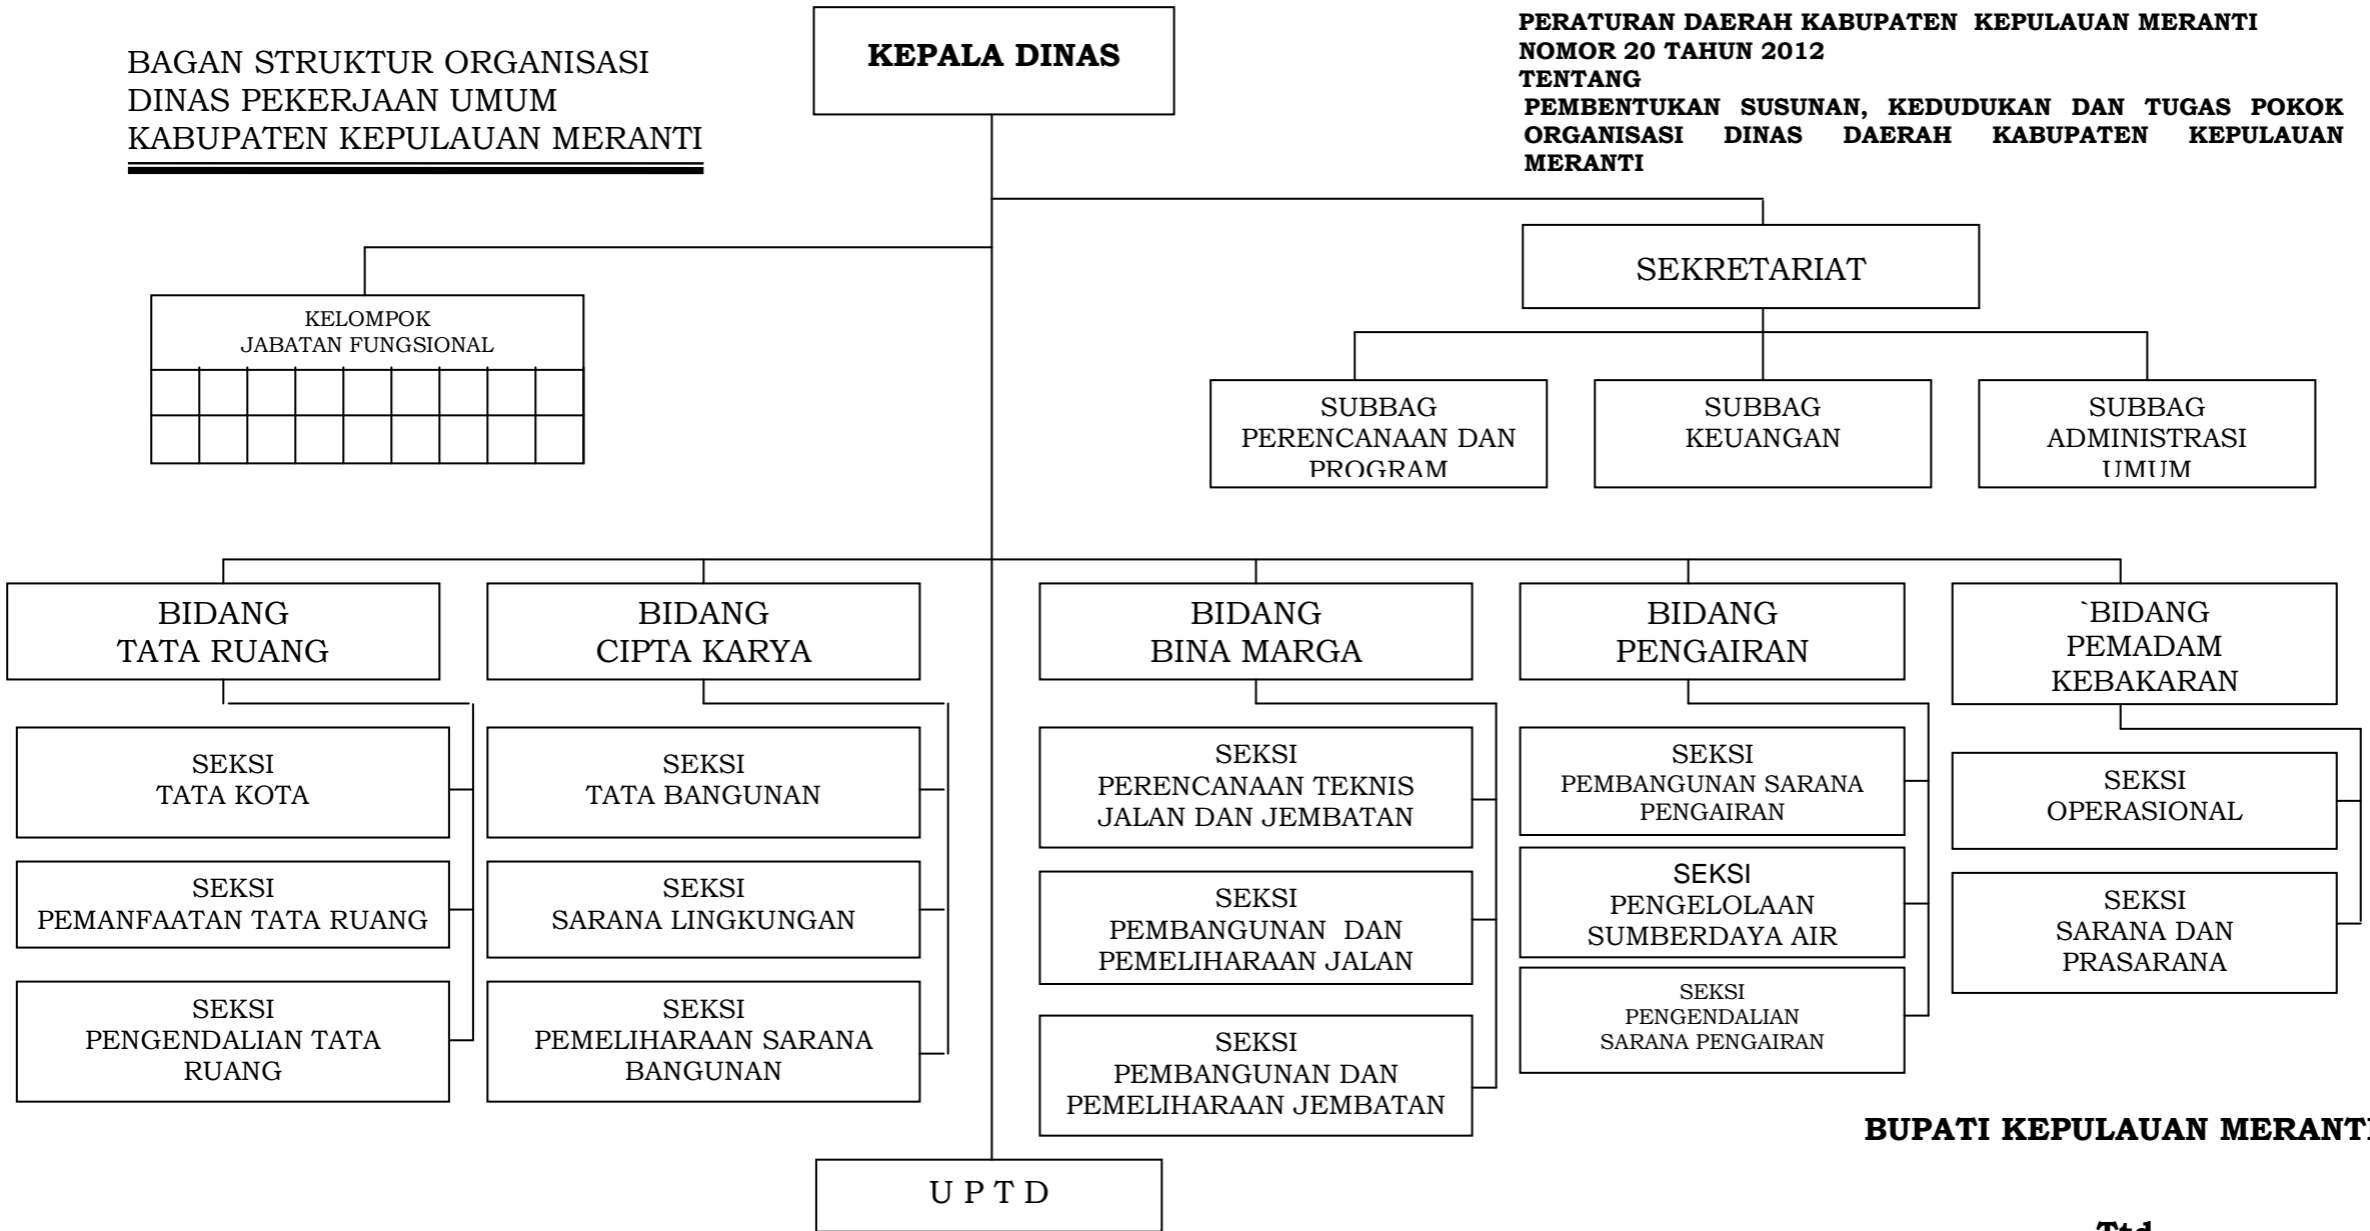 BAGAN STRUKTUR ORGANISASI
DINAS PEKERJAAN UMUM
KABUPATEN KEPULAUAN MERANTI
KEPALA DINAS
PERATURAN DAERAH KABUPATEN KEPULAUAN MERANTI
NOMOR 20 TAHUN 2012
TENTANG
PEMBENTUKAN SUSUNAN, KEDUDUKAN DAN TUGAS POKOK
ORGANISASI DINAS DAERAH KABUPATEN KEPULAUAN
MERANTI
SEKRETARIAT
KELOMPOK
JABATAN FUNGSIONAL
SUBBAG
PERENCANAAN DAN
PROGRAM
SUBBAG
KEUANGAN
SUBBAG
ADMINISTRASI
UMUM
BIDANG
TATA RUANG
BIDANG
CIPTA KARYA
BIDANG
BINA MARGA
BIDANG
PENGAIRAN
`BIDANG
PEMADAM
KEBAKARAN
SEKSI
TATA KOTA
SEKSI
PEMANFAATAN TATA RUANG
SEKSI
PENGENDALIAN TATA
RUANG
SEKSI
TATA BANGUNAN
SEKSI
SARANA LINGKUNGAN
SEKSI
PEMELIHARAAN SARANA
BANGUNAN
SEKSI
PERENCANAAN TEKNIS
JALAN DAN JEMBATAN
SEKSI
PEMBANGUNAN DAN
PEMELIHARAAN JALAN
SEKSI
PEMBANGUNAN DAN
PEMELIHARAAN JEMBATAN
SEKSI
PEMBANGUNAN SARANA
PENGAIRAN
SEKSI
PENGELOLAAN
SUMBERDAYA AIR
SEKSI
PENGENDALIAN
SARANA PENGAIRAN
SEKSI
OPERASIONAL
SEKSI
SARANA DAN
PRASARANA
U P T D
BUPATI KEPULAUAN MERANTI
Ttd